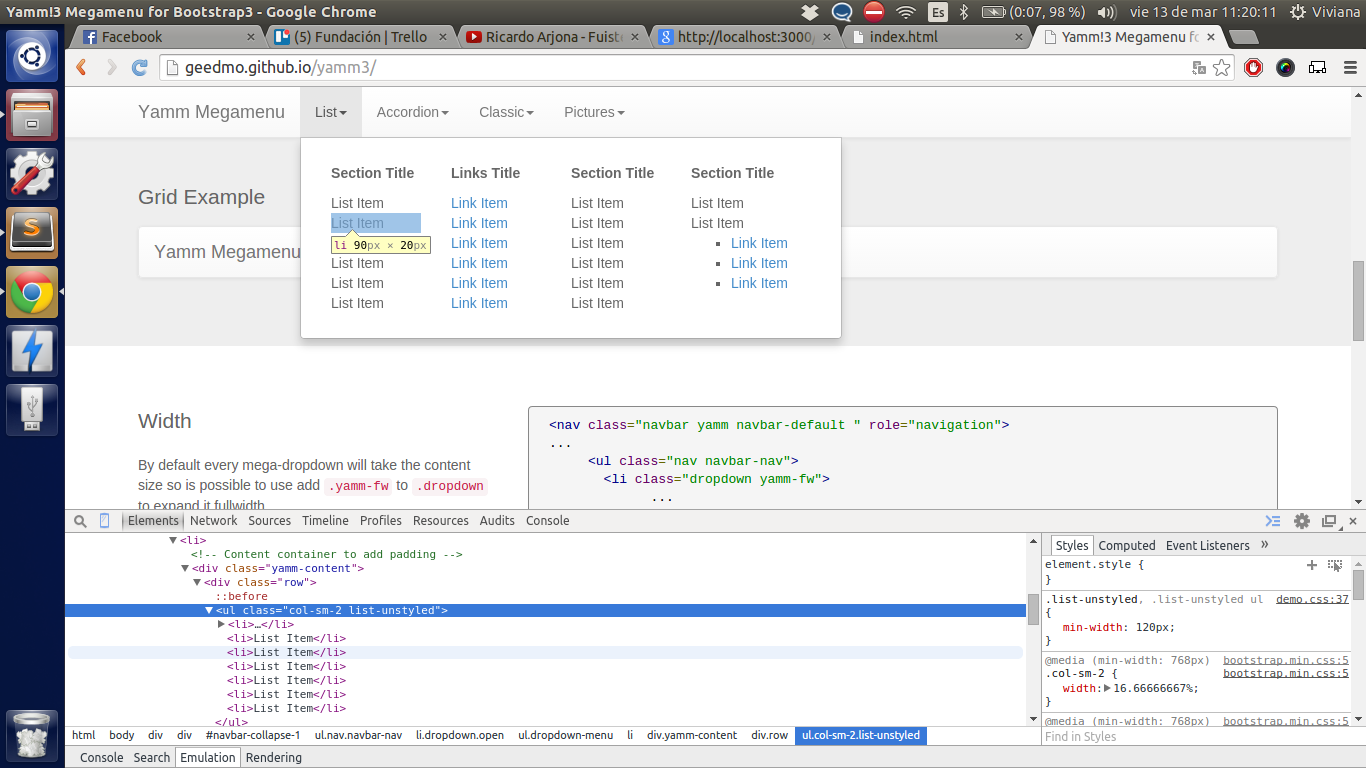 Yamm!3 Megamenu for Bootstrap3 - Google Chrome
Es
(0:07, 98 %)
vie 13 de mar 11:20:11
Viviana
Facebook
(5) Fundación | Trello
Ricardo Arjona - Fuist
http://localhost:3000/
index.html
Yamm!3 Megamenu fo
geedmo.github.io/yamm3/
Yamm Megamenu
List
Accordion
Classic
Pictures
Section Title
Links Title
Section Title
Section Title
Grid Example
List Item
Link Item
List Item
List Item
List Item
Link Item
List Item
List Item
Yamm Megamenu
li 90px × 20px
Link Item
List Item
Link Item
List Item
Link Item
List Item
Link Item
List Item
Link Item
List Item
Link Item
List Item
Link Item
List Item
Width
By default every mega-dropdown will take the content
size so is possible to use add .yamm-fw to .dropdown
to expand it fullwidth
<nav class="navbar yamm navbar-default " role="navigation">
...
<ul class="nav navbar-nav">
<li class="dropdown yamm-fw">
...
Elements Network Sources Timeline Profiles Resources Audits Console
<li>
<!-- Content container to add padding -->
<div class="yamm-content">
<div class="row">
::before
<ul class="col-sm-2 list-unstyled">
<li>…</li>
<li>List Item</li>
<li>List Item</li>
<li>List Item</li>
<li>List Item</li>
<li>List Item</li>
<li>List Item</li>
</ul>
Styles Computed Event Listeners »
element.style {
}
.list-unstyled, .list-unstyled ul demo.css:37
{
min-width: 120px;
}
@media (min-width: 768px) bootstrap.min.css:5
.col-sm-2 { bootstrap.min.css:5
width: 16.66666667%;
}
@media (min-width: 768px) bootstrap.min.css:5
Find in Styles
html body div div #navbar-collapse-1 ul.nav.navbar-nav li.dropdown.open ul.dropdown-menu li div.yamm-content div.row ul.col-sm-2.list-unstyled
Console Search Emulation Rendering